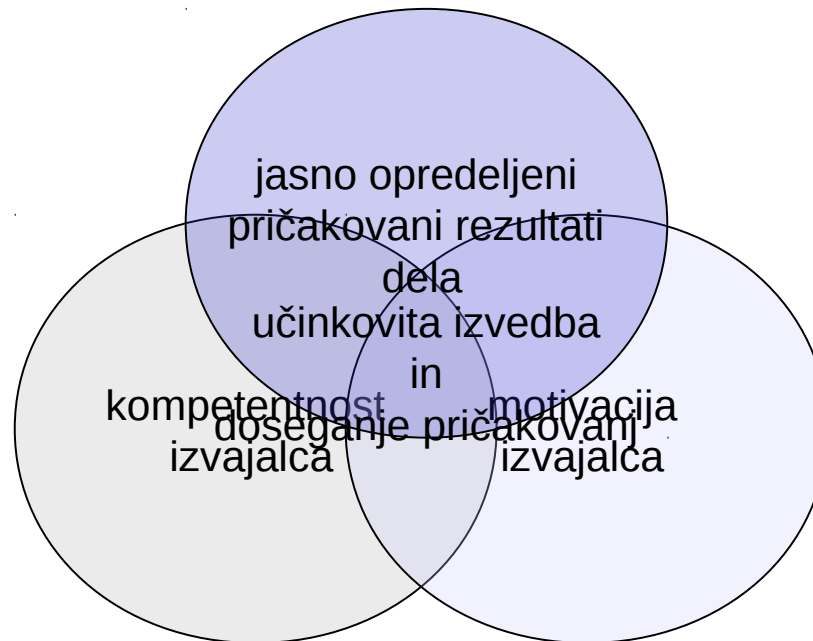 jasno opredeljeni
pričakovani rezultati
dela
učinkovita izvedba
in
doseganje pričakovanj
kompetentnost
izvajalca
motivacija
izvajalca